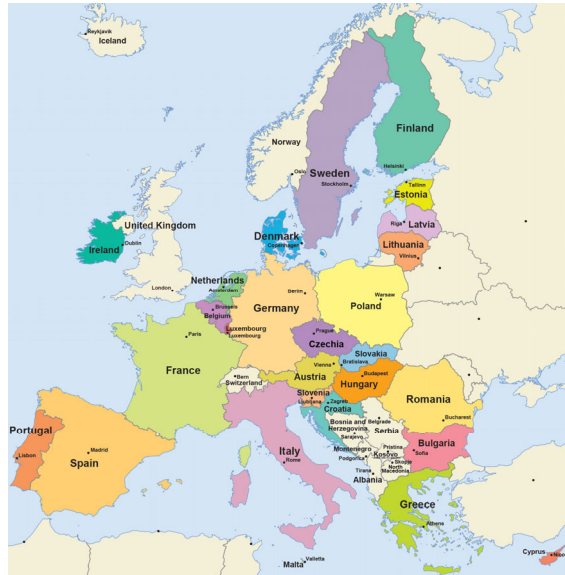 Reykjavik
Iceland
Norway
Finland
Sweden
Oslo
Helsinki
Stockholm
Tallinn
Estonia
Riga
Latvia
Lithuania
Vilnius
United Kingdom
Ireland
Dublin
London
Denmark
Copenhagen
Netherlands
Amsterdam
Brussels
Belgium
Luxembourg
Luxembourg
Germany
Berlin
Poland
Warsaw
Prague
Czechia
Slovakia
Bratislava
Vienna
Austria
Budapest
Hungary
Paris
France
Bern
Switzerland
Slovenia
Ljubljana
Zagreb
Croatia
Romania
Bucharest
Bosnia and
Herzegovina
Sarajevo
Belgrade
Serbia
Montenegro
Podgorica
Pristina
Kosovo
Skopje
North
Macedonia
Tirana
Albania
Bulgaria
Sofia
Portugal
Lisbon
Madrid
Spain
Italy
Rome
Greece
Athens
Valletta
Malta
Cyprus